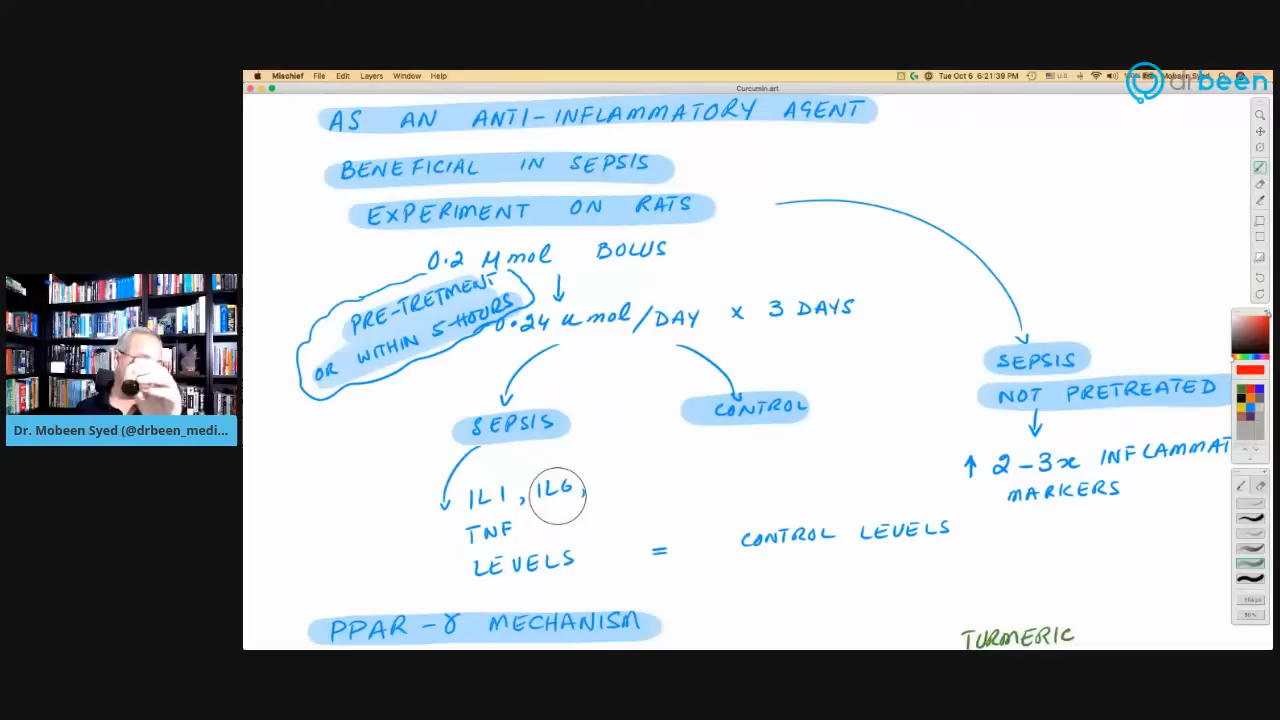 Mischief File Edit Layers Window Help
Tue Oct 6 6:21:39 PM
Mobeen Syed
drbeen
Curcumin.art
AS AN ANTI-INFLAMMATORY AGENT
BENEFICIAL IN SEPSIS
EXPERIMENT ON RATS
0.2 μmol BOLUS
PRE-TRETMENT
OR WITHIN 5 HOURS
0.24 μmol/DAY x 3 DAYS
SEPSIS
NOT PRETREATED
SEPSIS
CONTROL
↑ 2-3x INFLAMMAT
MARKERS
IL1, IL6,
TNF
LEVELS = CONTROL LEVELS
PPAR-γ MECHANISM
TURMERIC
Dr. Mobeen Syed (@drbeen_medi...